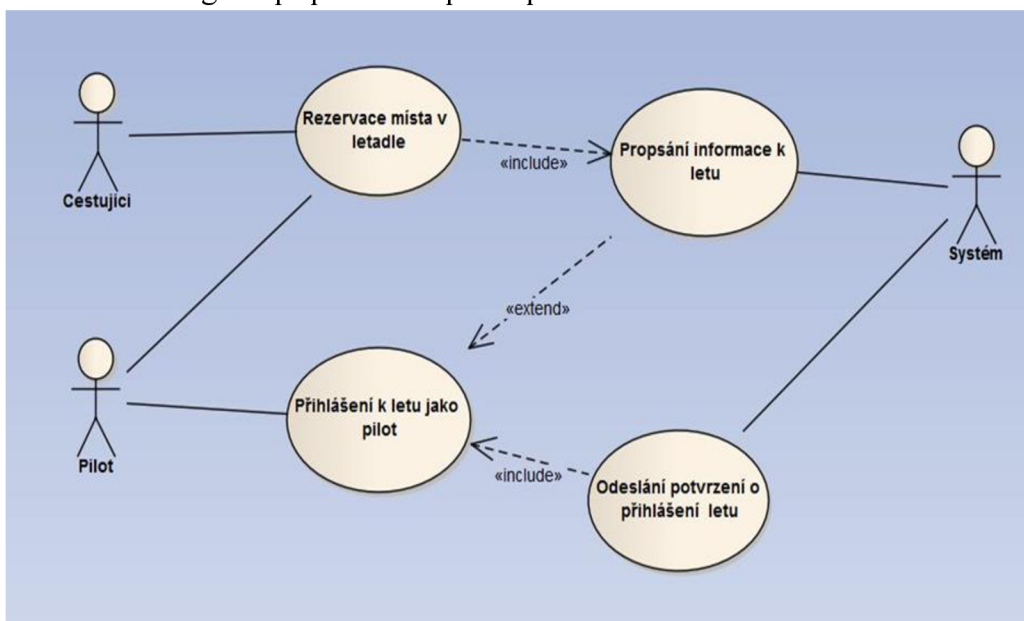 Rezervace místa v
letadle
«include»
Propsání informace k
letu
Cestující
Systém
«extend»
Přihlášení k letu jako
pilot
Pilot
«include»
Odeslání potvrzení o
přihlášení letu